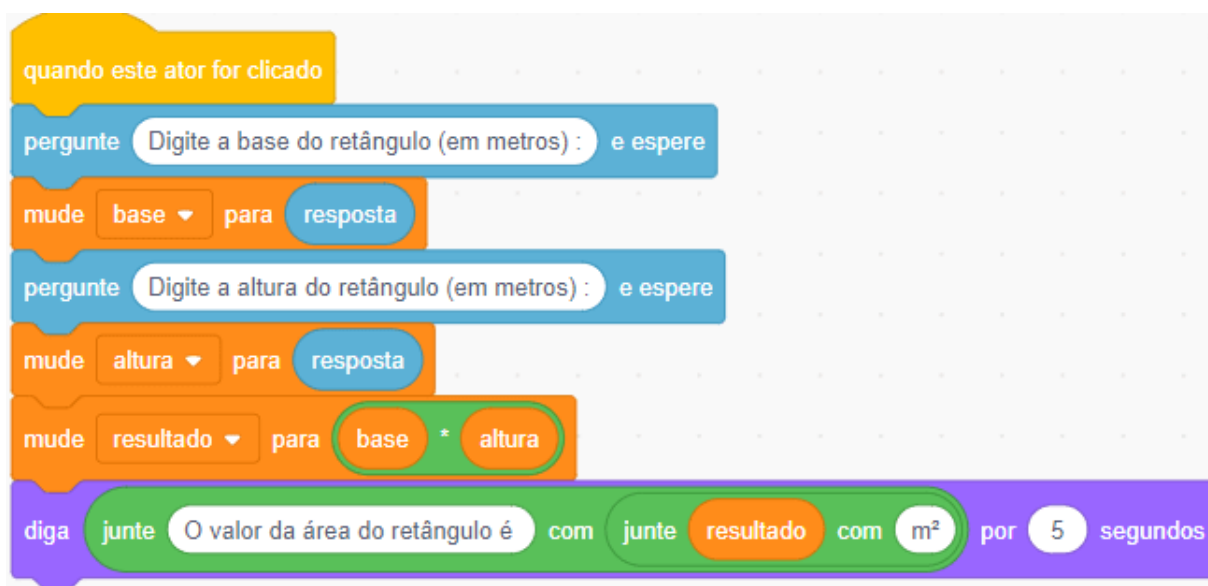 quando este ator for clicado
pergunte Digite a base do retângulo (em metros) : e espere
mude base para resposta
pergunte Digite a altura do retângulo (em metros) : e espere
mude altura para resposta
mude resultado para base * altura
diga junte O valor da área do retângulo é com junte resultado com m² por 5 segundos